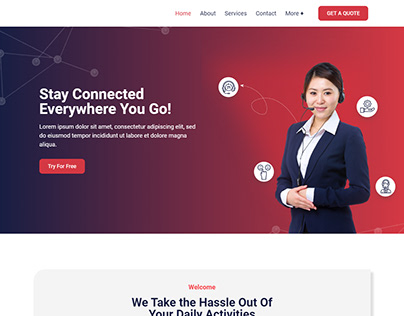 Home About Services Contact More + GET A QUOTE
Stay Connected
Everywhere You Go!
Lorem ipsum dolor sit amet, consectetur adipiscing elit, sed do
eiusmod tempor incididunt ut labore et dolore magna
aliqua.
Try For Free
Welcome
We Take the Hassle Out Of
Your Daily Activities